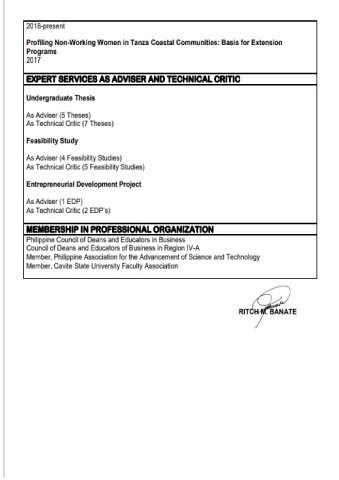 2018-present
Profiling Non-Working Women in Tanza Coastal Communities: Basis for Extension
Programs
2017
EXPERT SERVICES AS ADVISER AND TECHNICAL CRITIC
Undergraduate Thesis
As Adviser (5 Theses)
As Technical Critic (7 Theses)
Feasibility Study
As Adviser (4 Feasibility Studies)
As Technical Critic (5 Feasibility Studies)
Entrepreneurial Development Project
As Adviser (1 EDP)
As Technical Critic (2 EDP's)
MEMBERSHIP IN PROFESSIONAL ORGANIZATION
Philippine Council of Deans and Educators in Business
Council of Deans and Educators of Business in Region IV-A
Member, Philippine Association for the Advancement of Science and Technology
Member, Cavite State University Faculty Association
RITCH M. BANATE